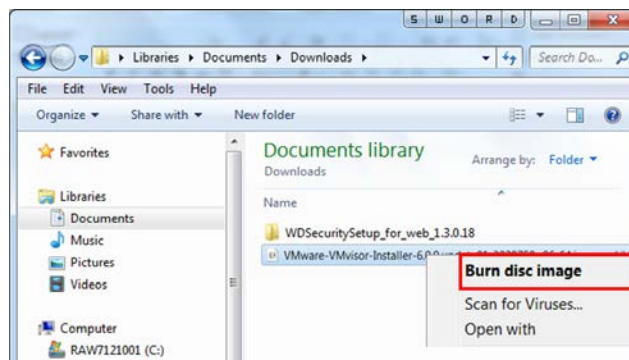 S W O R D
Libraries ▸ Documents ▸ Downloads ▸
Search Do...
File Edit View Tools Help
Organize Share with New folder
Favorites
Libraries
Documents
Music
Pictures
Videos
Computer
RAW7121001 (C:)
Documents library
Downloads
Arrange by: Folder
Name
WDSecuritySetup_for_web_1.3.0.18
VMware-VMvisor-Installer-6.0.0
Burn disc image
Scan for Viruses...
Open with